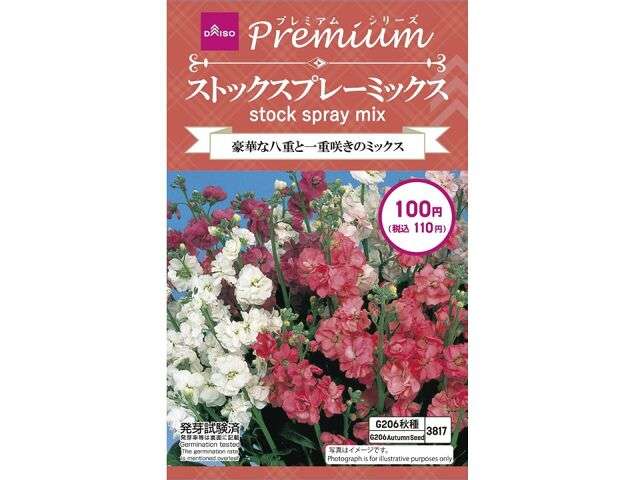 DAISO
プレミアム シリーズ
Premium
ストックスプレーミックス
stock spray mix
豪華な八重と一重咲きのミックス
100円
(税込 110円)
発芽試験済
発芽率等は裏面に記載
Germination tested
The germination rate
is mentioned overleaf
G206秋種
G206AutumnSeed
3817
写真はイメージです。
Photograph is for illustrative purposes only